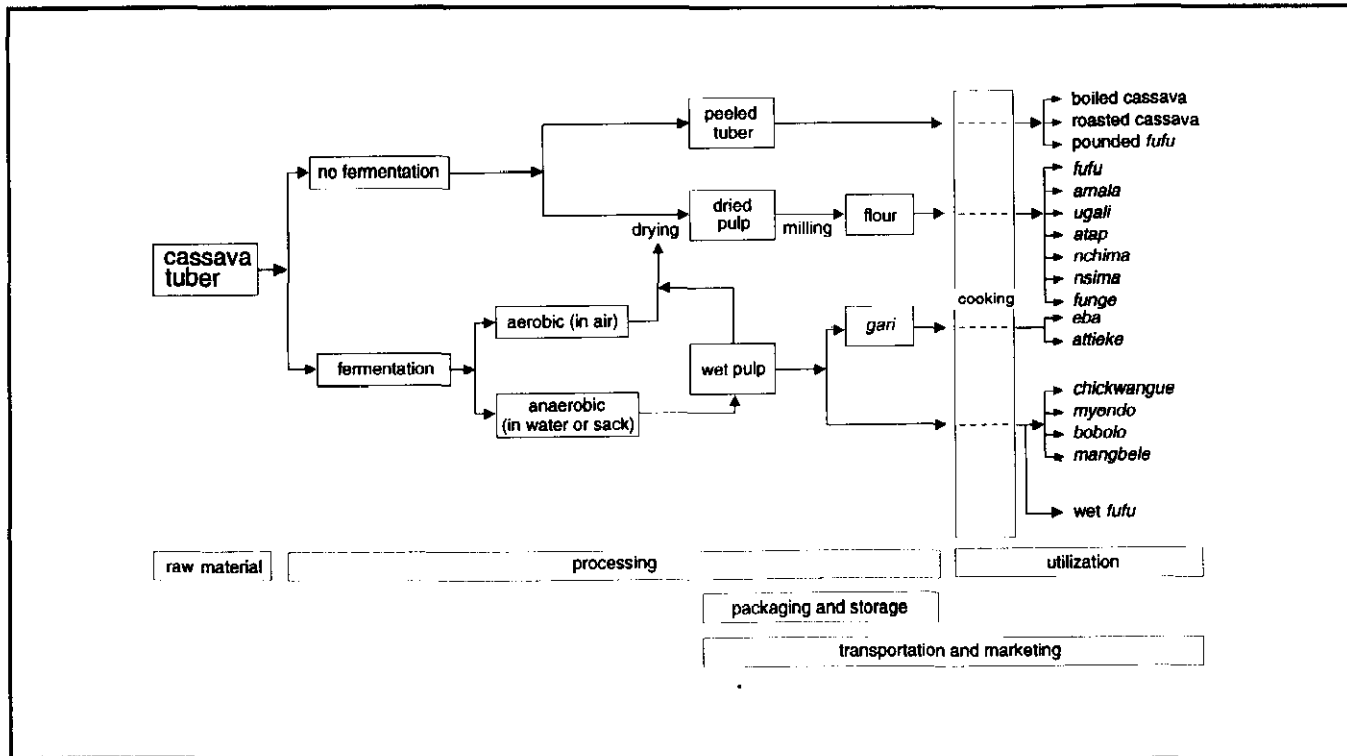 boiled cassava
roasted cassava
pounded fufu
peeled
tuber
no fermentation
fufu
amala
ugali
atap
nchima
nsima
funge
dried
pulp
milling
flour
drying
cassava
tuber
cooking
eba
attieke
aerobic (in air)
gari
fermentation
wet pulp
anaerobic
(in water or sack)
chickwangue
myondo
bobolo
mangbele
wet fufu
raw material
processing
utilization
packaging and storage
transportation and marketing